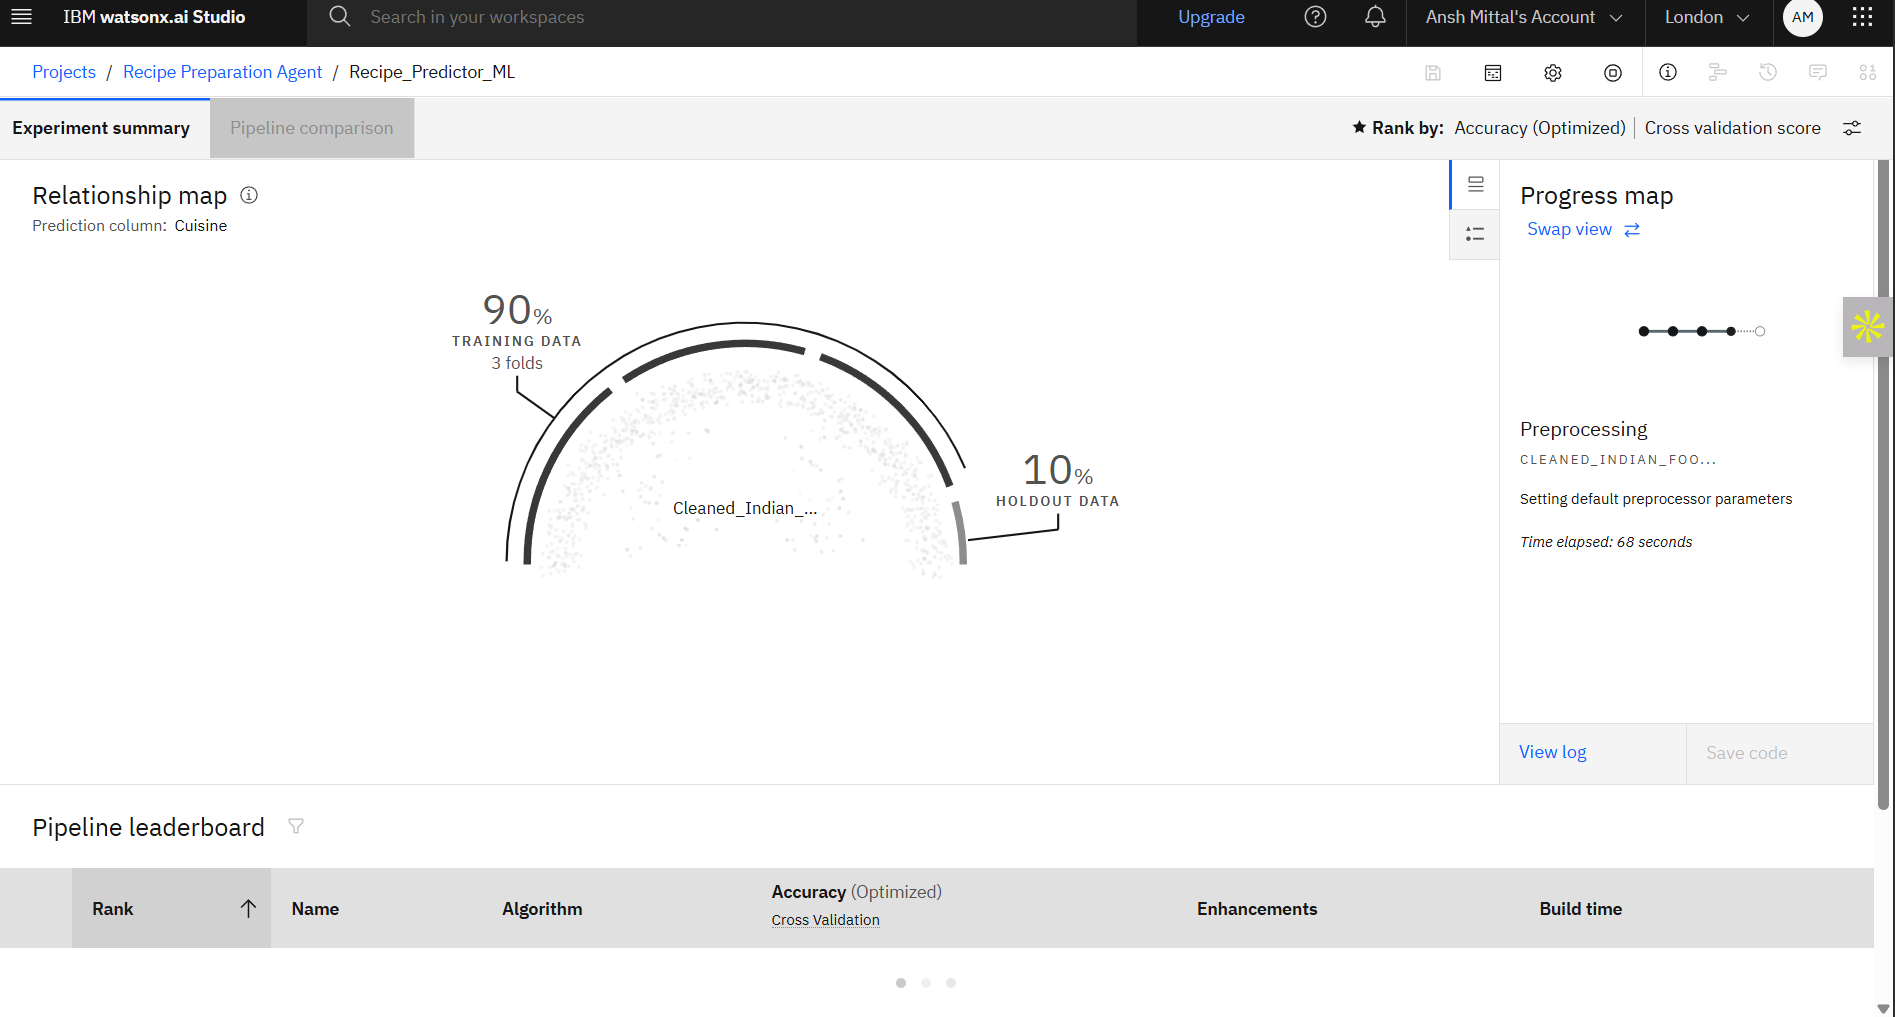 IBM watsonx.ai Studio
Search in your workspaces
Upgrade
Ansh Mittal's Account
London
AM
Projects / Recipe Preparation Agent / Recipe_Predictor_ML
Experiment summary
Pipeline comparison
Rank by: Accuracy (Optimized) | Cross validation score
Relationship map
Prediction column: Cuisine
90%
TRAINING DATA
3 folds
10%
HOLDOUT DATA
Cleaned_Indian_...
Progress map
Swap view
Preprocessing
CLEANED_INDIAN_FOO...
Setting default preprocessor parameters
Time elapsed: 68 seconds
View log
Save code
Pipeline leaderboard
Rank
Name
Algorithm
Accuracy (Optimized)
Cross Validation
Enhancements
Build time